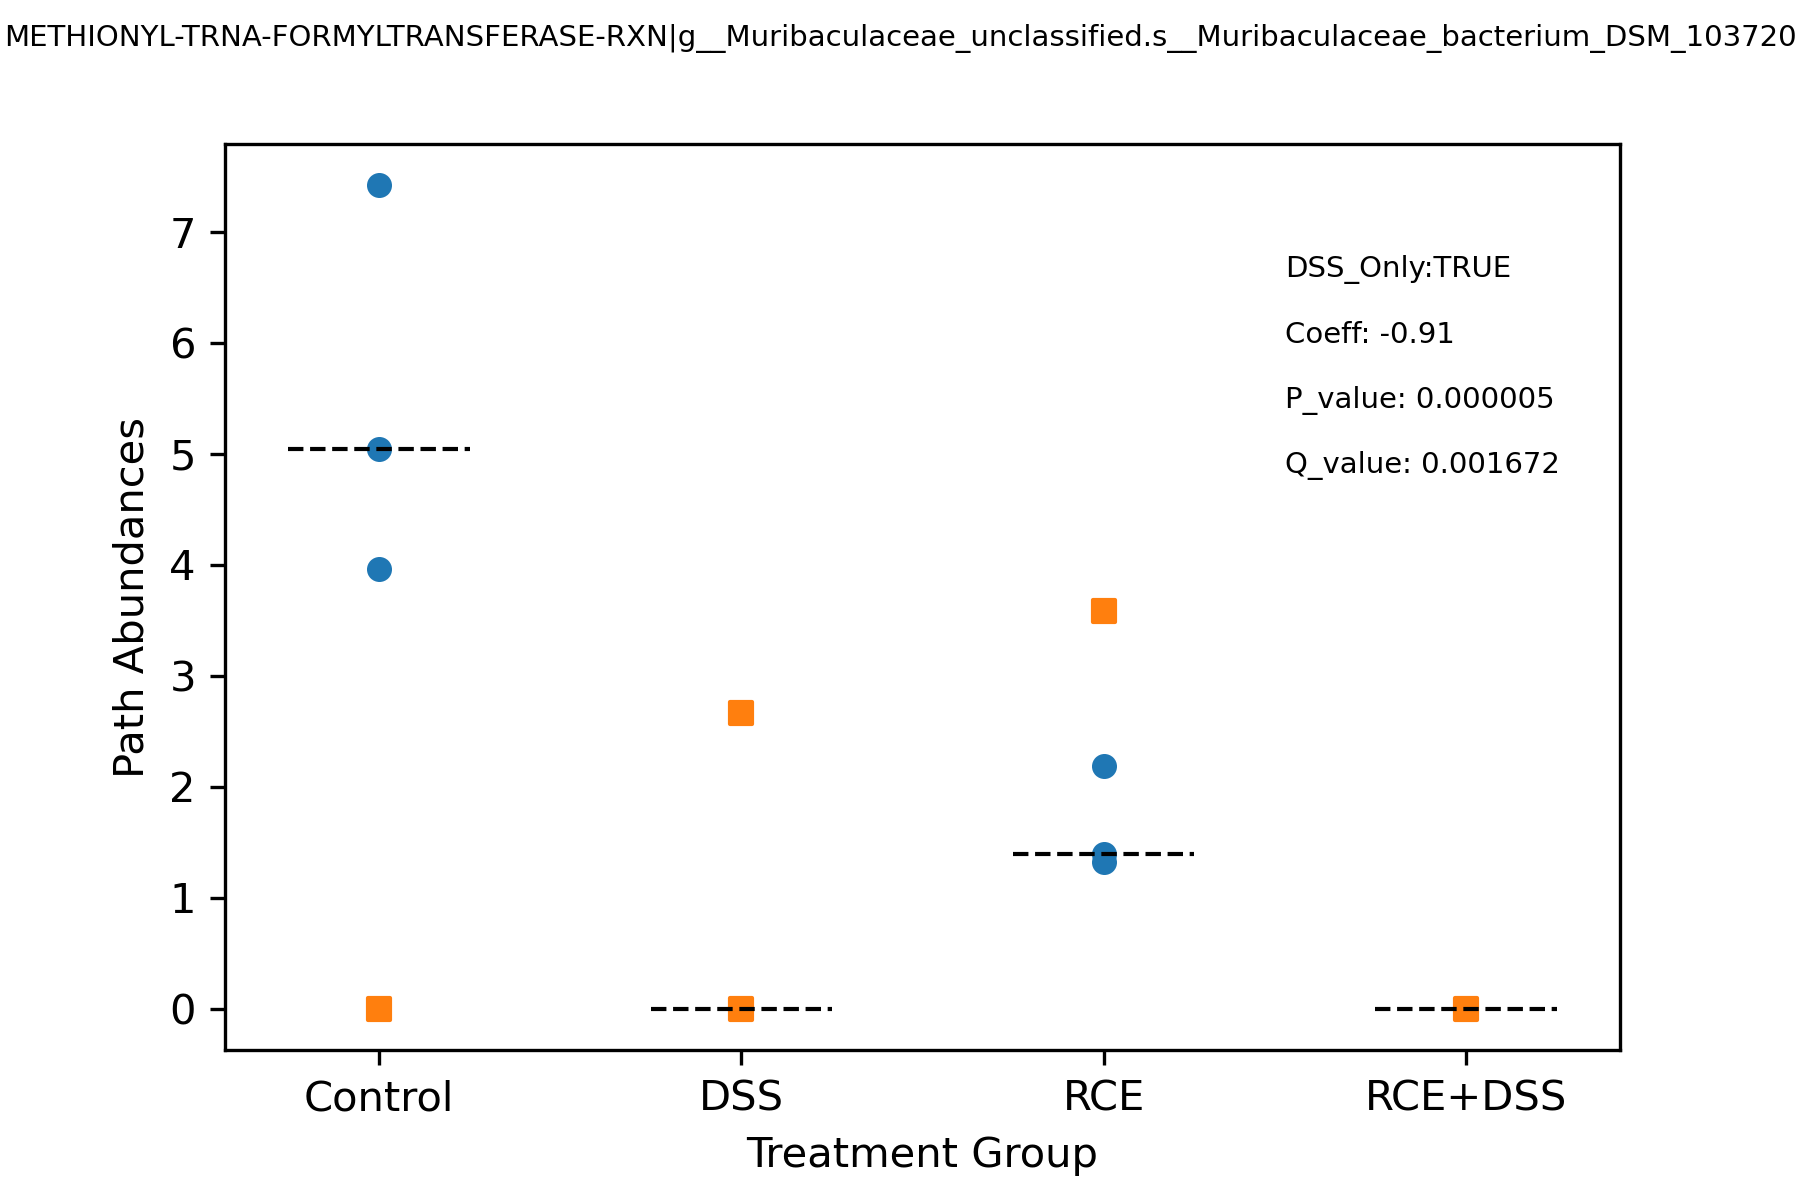 METHIONYL-TRNA-FORMYLTRANSFERASE-RXN|g__Muribaculaceae_unclassified.s__Muribaculaceae_bacterium_DSM_103720
7
6
5
4
3
2
1
0
Path Abundances
DSS_Only:TRUE
Coeff: -0.91
P_value: 0.000005
Q_value: 0.001672
Control
DSS
RCE
RCE+DSS
Treatment Group